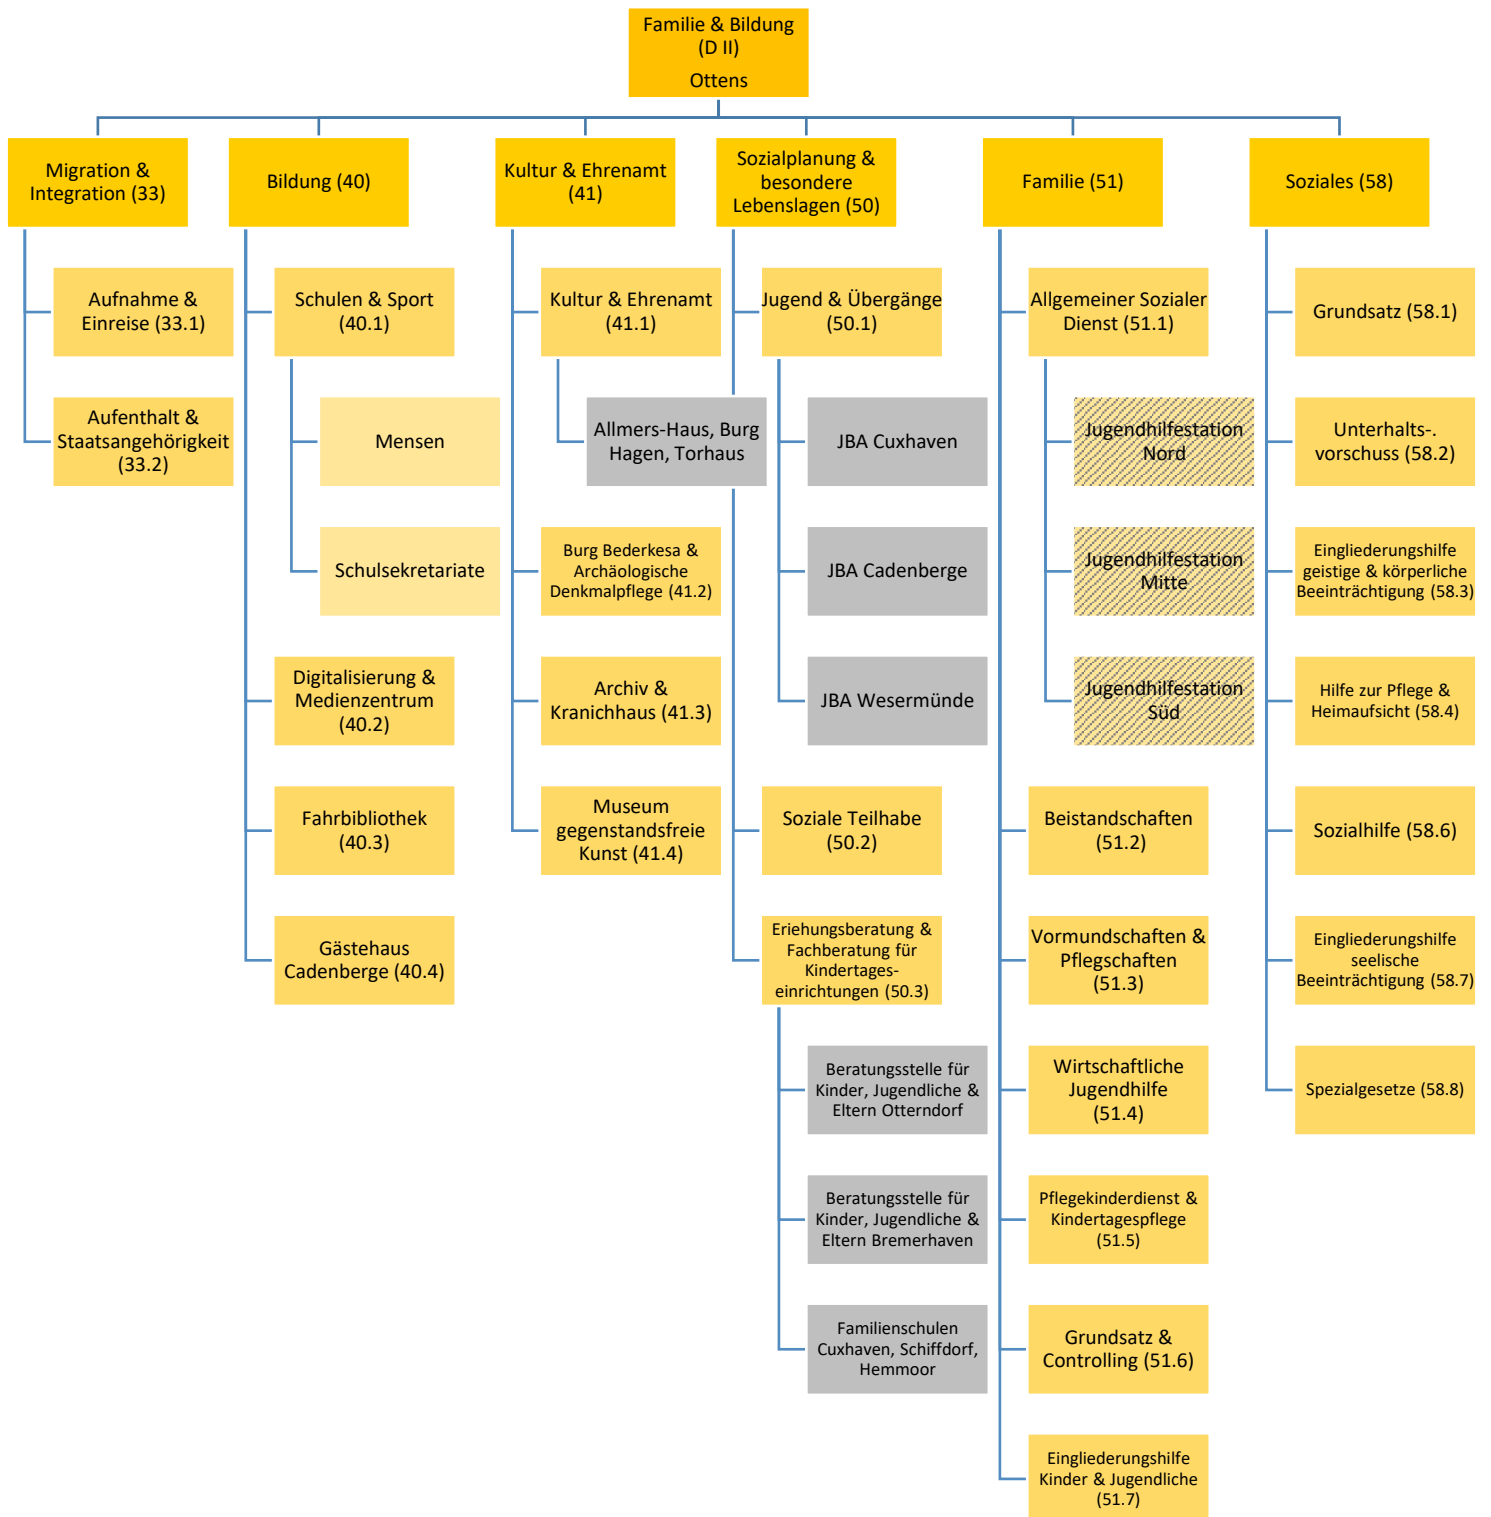 Familie & Bildung
(D II)
Ottens
Migration &
Integration (33)
Aufnahme &
Einreise (33.1)
Aufenthalt &
Staatsangehörigkeit
(33.2)
Bildung (40)
Schulen & Sport
(40.1)
Mensen
Schulsekretariate
Digitalisierung &
Medienzentrum
(40.2)
Fahrbibliothek
(40.3)
Gästehaus
Cadenberge (40.4)
Kultur & Ehrenamt
(41)
Kultur & Ehrenamt
(41.1)
Allmers-Haus, Burg
Hagen, Torhaus
Burg Bederkesa &
Archäologische
Denkmalpflege (41.2)
Archiv &
Kranichhaus (41.3)
Museum
gegenstandsfreie
Kunst (41.4)
Sozialplanung &
besondere
Lebenslagen (50)
Jugend & Übergänge
(50.1)
JBA Cuxhaven
JBA Cadenberge
JBA Wesermünde
Soziale Teilhabe
(50.2)
Eriehungsberatung &
Fachberatung für
Kindertages-
einrichtungen (50.3)
Beratungsstelle für
Kinder, Jugendliche &
Eltern Otterndorf
Beratungsstelle für
Kinder, Jugendliche &
Eltern Bremerhaven
Familienschulen
Cuxhaven, Schiffdorf,
Hemmoor
Familie (51)
Allgemeiner Sozialer
Dienst (51.1)
Jugendhilfestation
Nord
Jugendhilfestation
Mitte
Jugendhilfestation
Süd
Beistandschaften
(51.2)
Vormundschaften &
Pflegschaften
(51.3)
Wirtschaftliche
Jugendhilfe
(51.4)
Pflegekinderdienst &
Kindertagespflege
(51.5)
Grundsatz &
Controlling (51.6)
Eingliederungshilfe
Kinder & Jugendliche
(51.7)
Soziales (58)
Grundsatz (58.1)
Unterhalts-.
vorschuss (58.2)
Eingliederungshilfe
geistige & körperliche
Beeinträchtigung (58.3)
Hilfe zur Pflege &
Heimaufsicht (58.4)
Sozialhilfe (58.6)
Eingliederungshilfe
seelische
Beeinträchtigung (58.7)
Spezialgesetze (58.8)